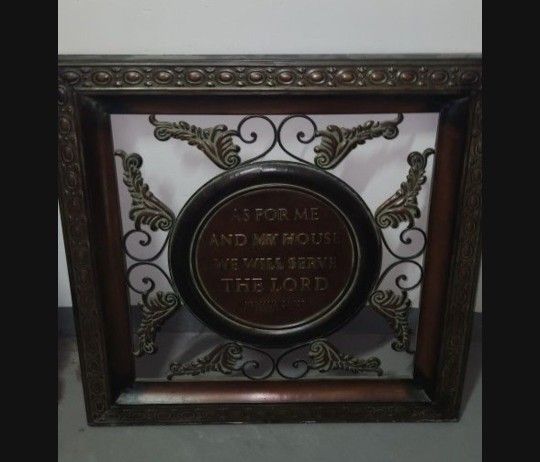 AS FOR ME
AND MY HOUSE
WE WILL SERVE
THE LORD